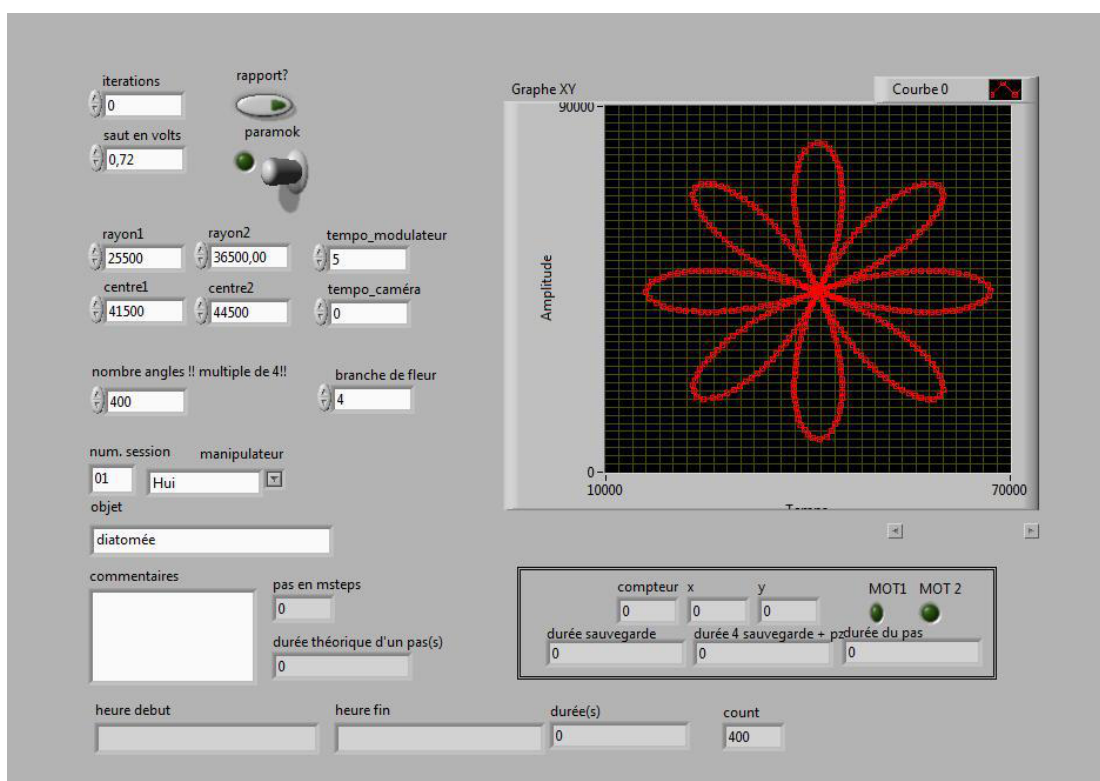 iterations
0
rapport?
saut en volts
0,72
paramok
rayon1
25500
rayon2
36500,00
tempo_modulateur
5
centre1
41500
centre2
44500
tempo_caméra
0
nombre angles !! multiple de 4!!
400
branche de fleur
4
num. session
01
manipulateur
Hui
objet
diatomée
commentaires
pas en msteps
0
durée théorique d'un pas(s)
0
heure debut
heure fin
durée(s)
0
count
400
Graphe XY
Courbe 0
90000
Amplitude
0
10000
70000
compteur
0
x
0
y
0
MOT1
MOT 2
durée sauvegarde
0
durée 4 sauvegarde + pz
0
durée du pas
0